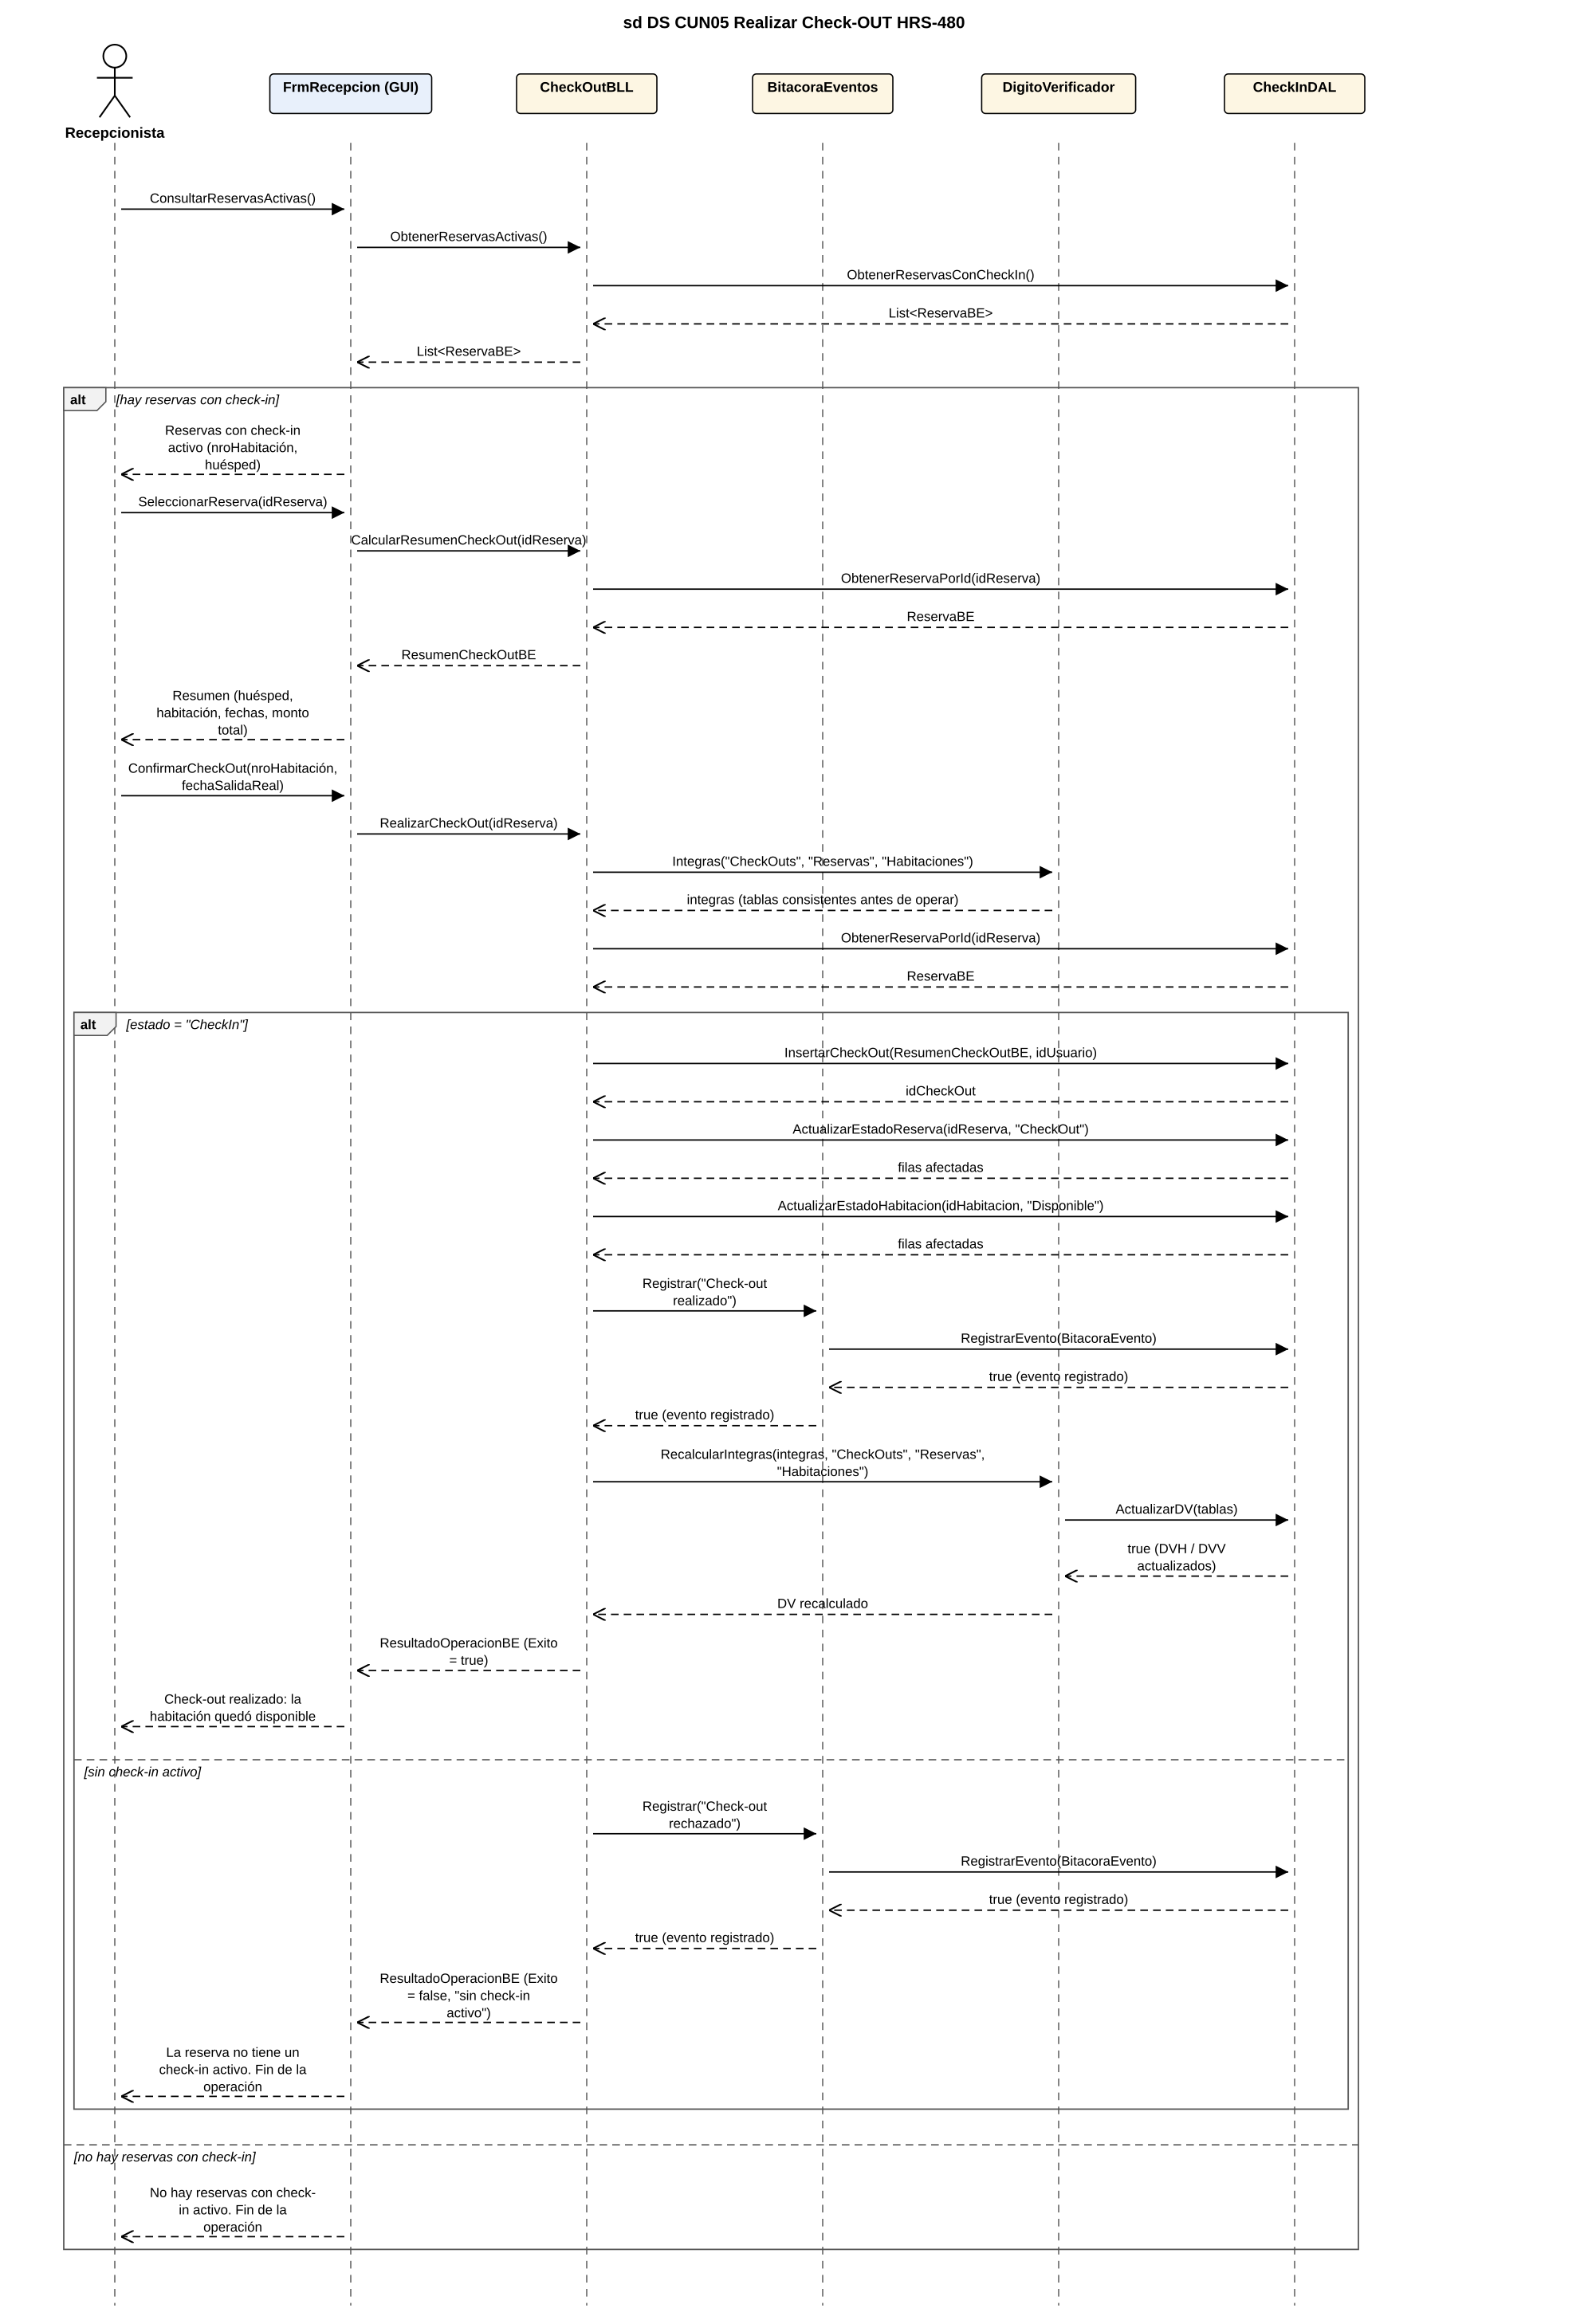 sd DS CUN05 Realizar Check-OUT HRS-480
Recepcionista
FrmRecepcion (GUI)
CheckOutBLL
BitacoraEventos
DigitoVerificador
CheckInDAL
ConsultarReservasActivas()
ObtenerReservasActivas()
ObtenerReservasConCheckIn()
List<ReservaBE>
List<ReservaBE>
alt
[hay reservas con check-in]
Reservas con check-in
activo (nroHabitación,
huésped)
SeleccionarReserva(idReserva)
CalcularResumenCheckOut(idReserva)
ObtenerReservaPorId(idReserva)
ReservaBE
ResumenCheckOutBE
Resumen (huésped,
habitación, fechas, monto
total)
ConfirmarCheckOut(nroHabitación,
fechaSalidaReal)
RealizarCheckOut(idReserva)
Integras("CheckOuts", "Reservas", "Habitaciones")
integras (tablas consistentes antes de operar)
ObtenerReservaPorId(idReserva)
ReservaBE
alt
[estado = "CheckIn"]
InsertarCheckOut(ResumenCheckOutBE, idUsuario)
idCheckOut
ActualizarEstadoReserva(idReserva, "CheckOut")
filas afectadas
ActualizarEstadoHabitacion(idHabitacion, "Disponible")
filas afectadas
Registrar("Check-out
realizado")
RegistrarEvento(BitacoraEvento)
true (evento registrado)
true (evento registrado)
RecalcularIntegras(integras, "CheckOuts", "Reservas",
"Habitaciones")
ActualizarDV(tablas)
true (DVH / DVV
actualizados)
DV recalculado
ResultadoOperacionBE (Exito
= true)
Check-out realizado: la
habitación quedó disponible
[sin check-in activo]
Registrar("Check-out
rechazado")
RegistrarEvento(BitacoraEvento)
true (evento registrado)
true (evento registrado)
ResultadoOperacionBE (Exito
= false, "sin check-in
activo")
La reserva no tiene un
check-in activo. Fin de la
operación
[no hay reservas con check-in]
No hay reservas con check-
in activo. Fin de la
operación